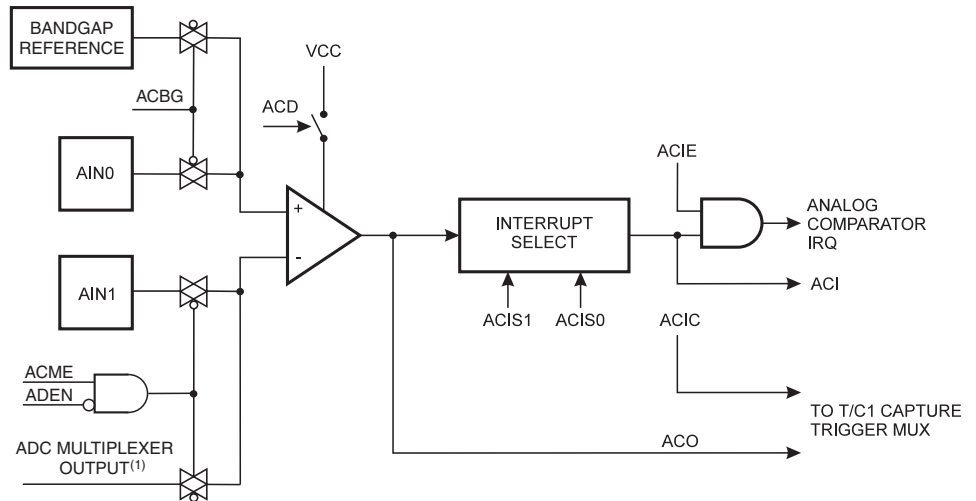 BANDGAP
REFERENCE
ACBG
AIN0
AIN1
ACME
ADEN
ADC MULTIPLEXER
OUTPUT(1)
VCC
ACD
+
-
INTERRUPT
SELECT
ACIS1
ACIS0
ACIE
ANALOG
COMPARATOR
IRQ
ACI
ACIC
TO T/C1 CAPTURE
TRIGGER MUX
ACO